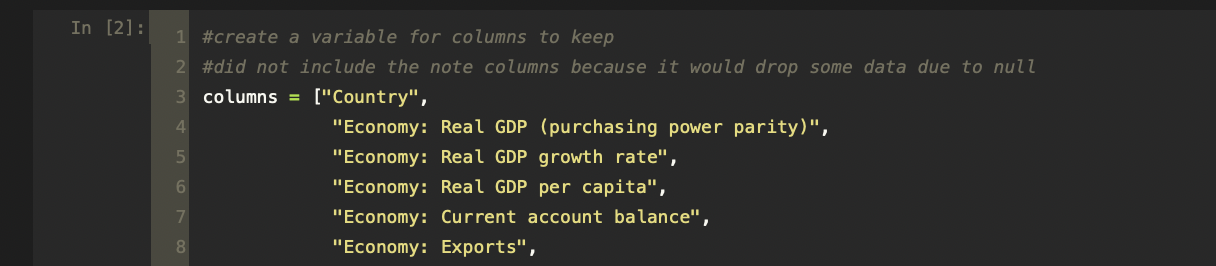 In [2]:
1 #create a variable for columns to keep
2 #did not include the note columns because it would drop some data due to null
3 columns = ["Country",
4 "Economy: Real GDP (purchasing power parity)",
5 "Economy: Real GDP growth rate",
6 "Economy: Real GDP per capita",
7 "Economy: Current account balance",
8 "Economy: Exports",